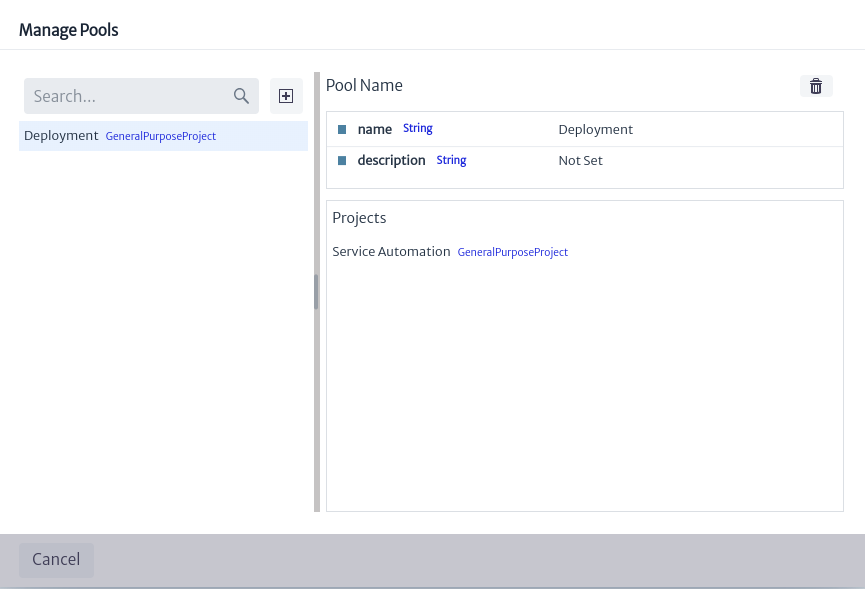 Manage Pools
Search...
Deployment GeneralPurposeProject
Pool Name
name String Deployment
description String Not Set
Projects
Service Automation GeneralPurposeProject
Cancel